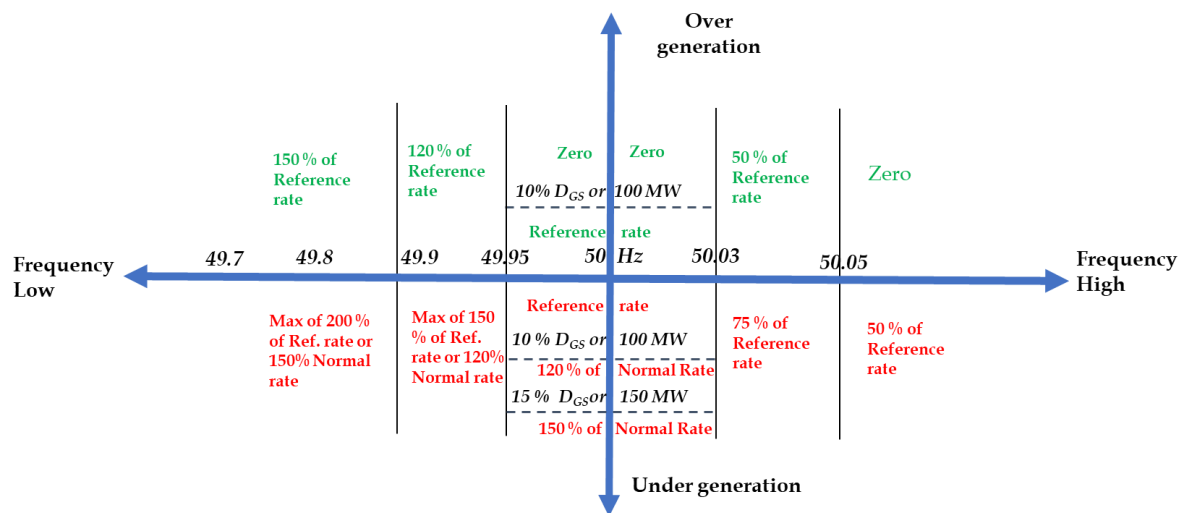 Over
generation
150 % of
Reference
rate
120 % of
Reference
rate
Zero
Zero
50 %  of
Reference
rate
Zero
10% DGS or 100 MW
Reference rate
49.7
49.8
49.9
49.95
50 Hz
50.03
50.05
Frequency
Low
Frequency
High
Max of 200 %
of Ref. rate or
150% Normal
rate
Max of 150
% of Ref.
rate or 120%
Normal rate
Reference rate
10 % DGS or 100 MW
120 % of Normal Rate
15 % DGSor 150 MW
150 % of Normal Rate
75 % of
Reference
rate
50 % of
Reference
rate
Under generation